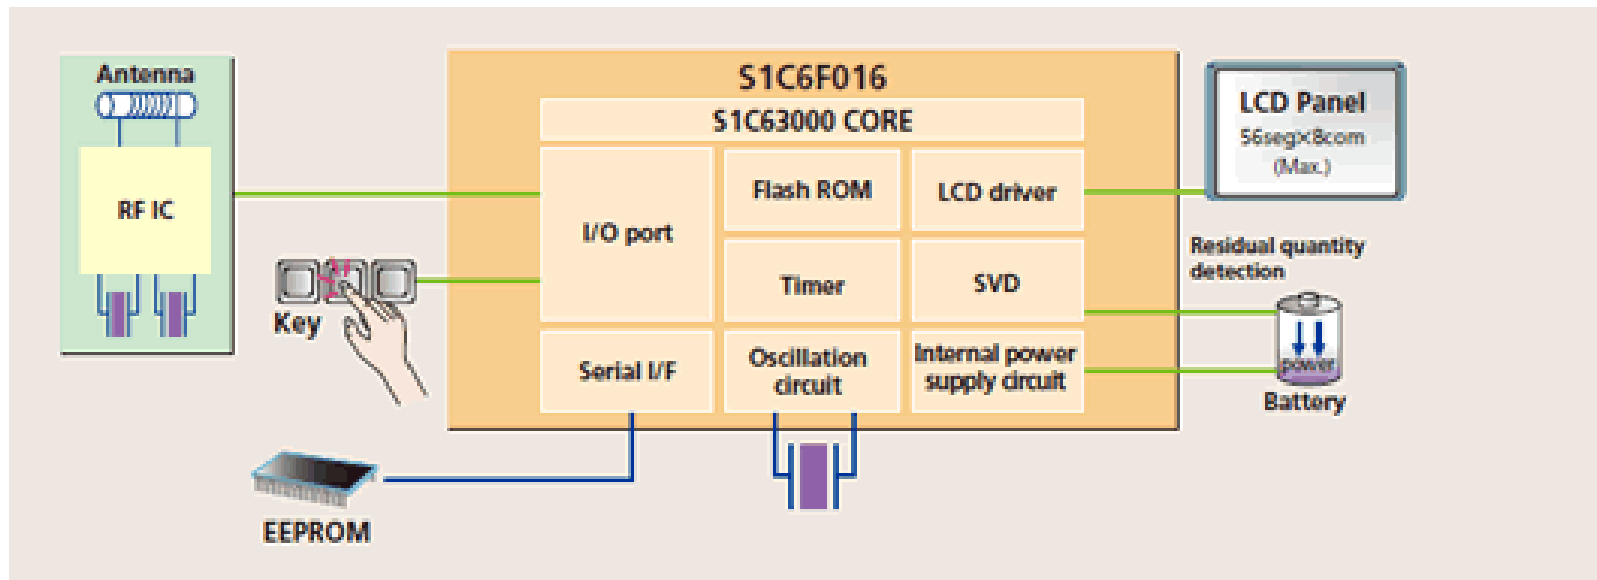 Antenna
RF IC
Key
EEPROM
S1C6F016
S1C63000 CORE
I/O port
Flash ROM
LCD driver
Timer
SVD
Serial I/F
Oscillation
circuit
Internal power
supply circuit
LCD Panel
56seg×8com
(Max.)
Residual quantity
detection
power
Battery